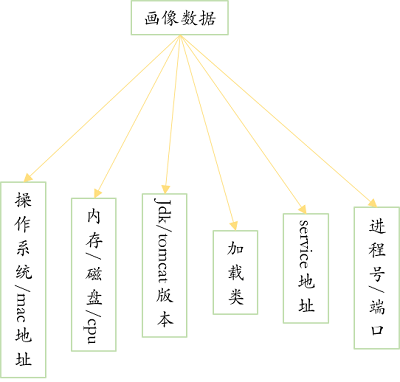 画像数据
操作系统/mac地址
内存/磁盘/cpu
Jdk/tomcat版本
加载类
service地址
进程号/端口